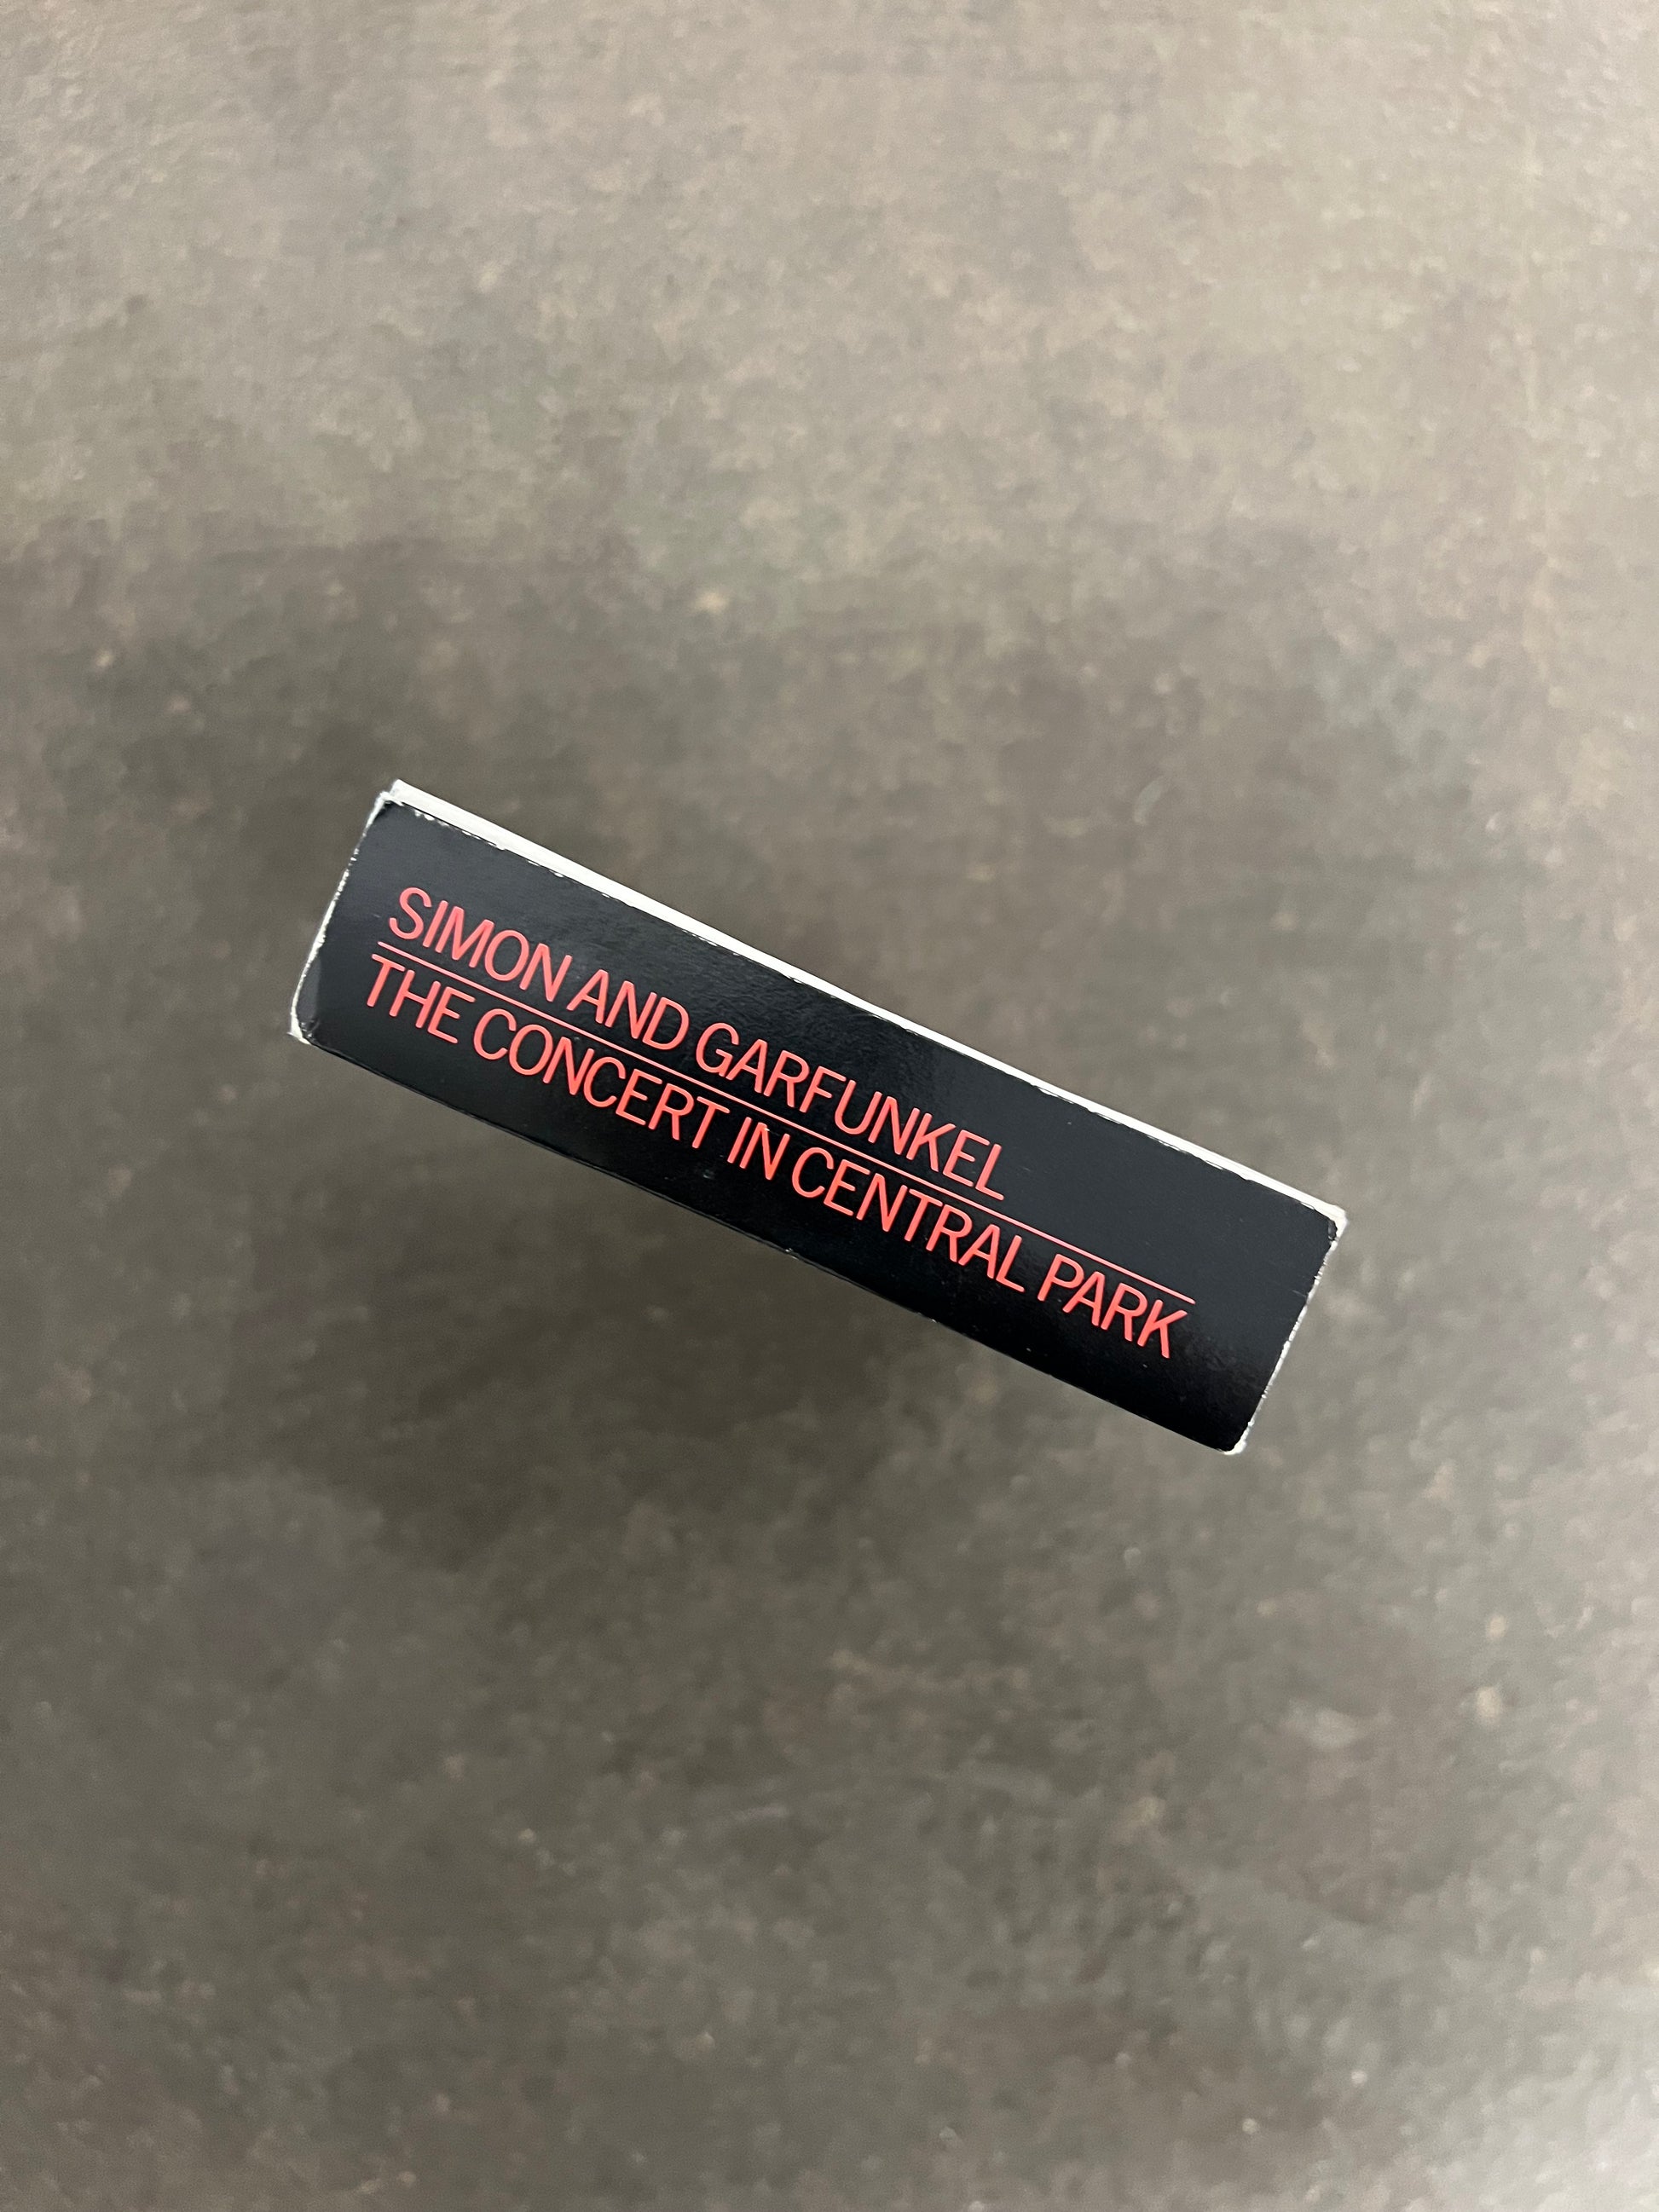 SIMON AND GARFUNKEL
THE CONCERT IN CENTRAL PARK